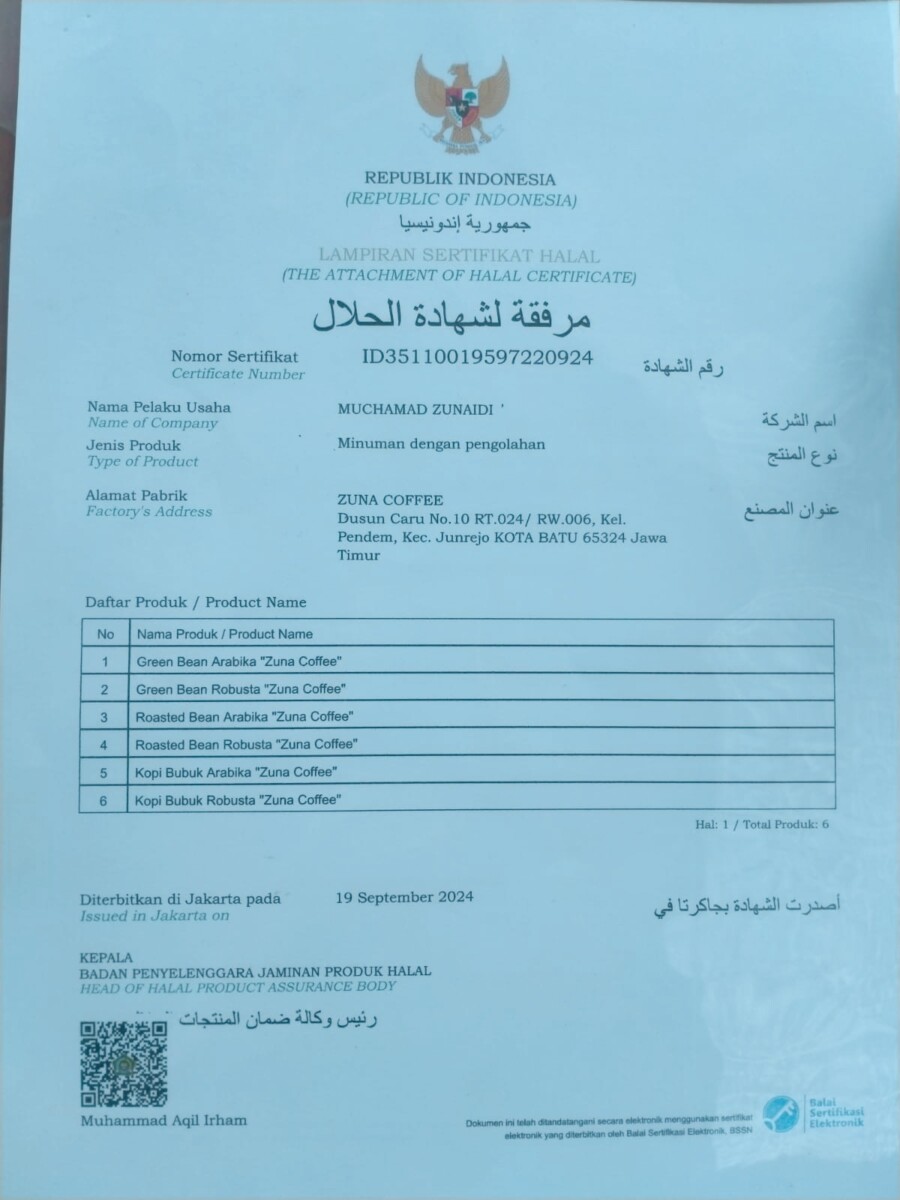 REPUBLIK INDONESIA
(REPUBLIC OF INDONESIA)
جمهورية إندونيسيا
LAMPIRAN SERTIFIKAT HALAL
(THE ATTACHMENT OF HALAL CERTIFICATE)
مرفقة لشهادة الحلال
Nomor Sertifikat ID35110019597220924 رقم الشهادة
Certificate Number
Nama Pelaku Usaha MUCHAMAD ZUNAIDI اسم الشركة
Name of Company
Jenis Produk Minuman dengan pengolahan نوع المنتج
Type of Product
Alamat Pabrik ZUNA COFFEE عنوان المصنع
Factory's Address Dusun Caru No.10 RT.024/ RW.006, Kel.
Pendem, Kec. Junrejo KOTA BATU 65324 Jawa
Timur
Daftar Produk / Product Name
No Nama Produk / Product Name
1 Green Bean Arabika "Zuna Coffee"
2 Green Bean Robusta "Zuna Coffee"
3 Roasted Bean Arabika "Zuna Coffee"
4 Roasted Bean Robusta "Zuna Coffee"
5 Kopi Bubuk Arabika "Zuna Coffee"
6 Kopi Bubuk Robusta "Zuna Coffee"
Hal: 1 / Total Produk: 6
Diterbitkan di Jakarta pada 19 September 2024 أصدرت الشهادة بجاكرتا في
Issued in Jakarta on
KEPALA
BADAN PENYELENGGARA JAMINAN PRODUK HALAL
HEAD OF HALAL PRODUCT ASSURANCE BODY
رئيس وكالة ضمان المنتجات
Muhammad Aqil Irham
Dokumen ini telah ditandatangani secara elektronik menggunakan sertifikat
elektronik yang diterbitkan oleh Balai Sertifikasi Elektronik, BSSN
Balai
Sertifikasi
Elektronik